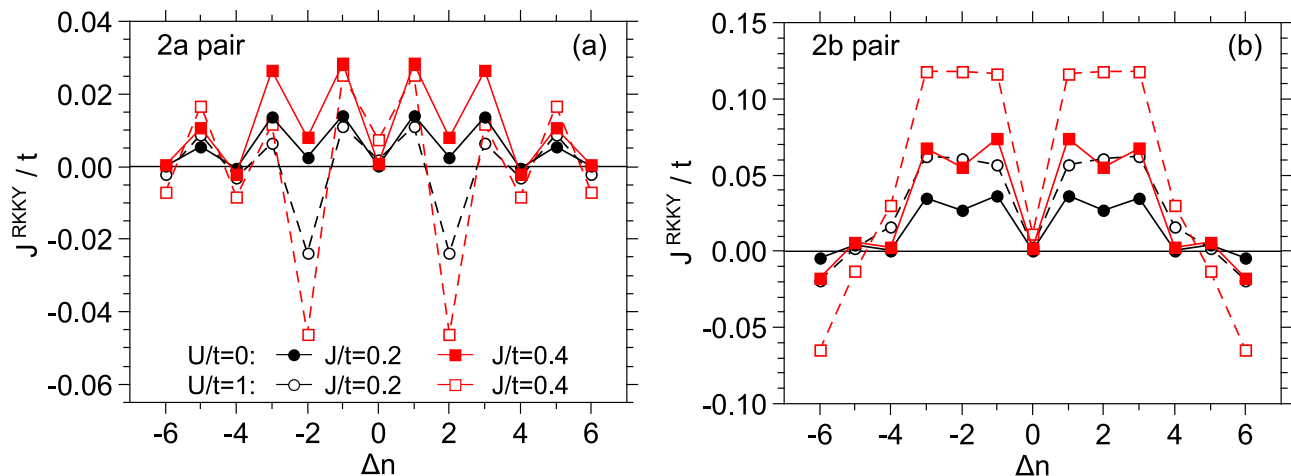 2a pair (a)
J^RKKY / t
0.04
0.02
0.00
-0.02
-0.04
-0.06
U/t=0: J/t=0.2 J/t=0.4
U/t=1: J/t=0.2 J/t=0.4
-6 -4 -2 0 2 4 6
Δn
2b pair (b)
J^RKKY / t
0.15
0.10
0.05
0.00
-0.05
-0.10
-6 -4 -2 0 2 4 6
Δn